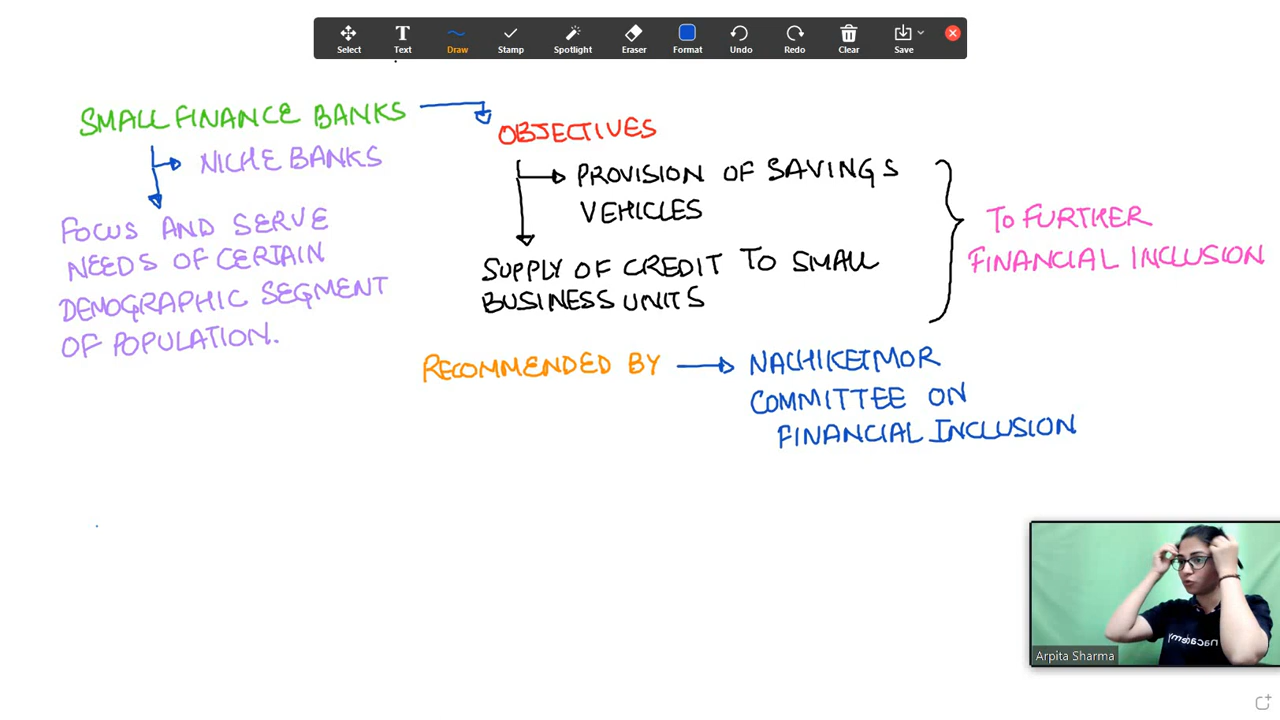 Select Text Draw Stamp Spotlight Eraser Format Undo Redo Clear Save
SMALL FINANCE BANKS
NICHE BANKS
FOCUS AND SERVE
NEEDS OF CERTAIN
DEMOGRAPHIC SEGMENT
OF POPULATION.
OBJECTIVES
PROVISION OF SAVINGS
VEHICLES
SUPPLY OF CREDIT TO SMALL
BUSINESS UNITS
TO FURTHER
FINANCIAL INCLUSION
RECOMMENDED BY
NACHIKETMOR
COMMITTEE ON
FINANCIAL INCLUSION
nacademy
Arpita Sharma